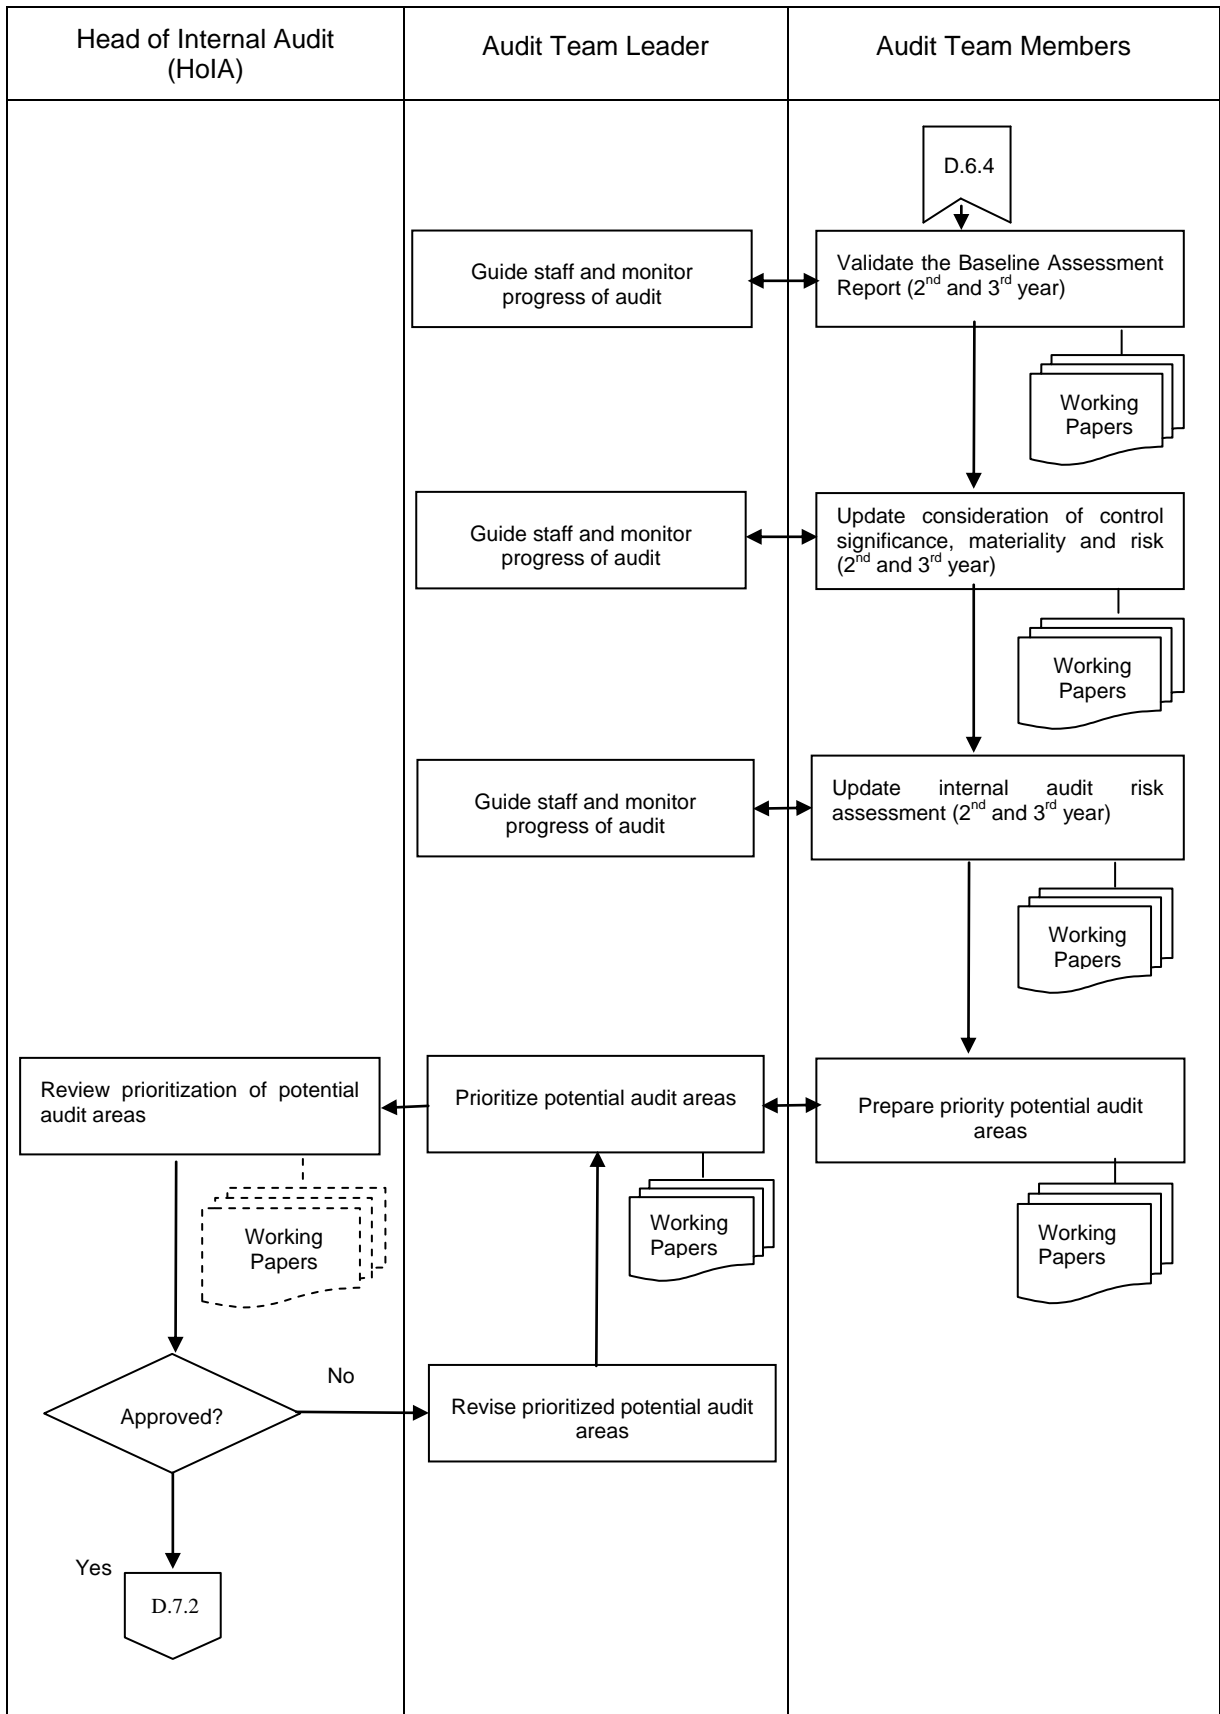 Head of Internal Audit
(HoIA)
Audit Team Leader
Audit Team Members
D.6.4
Guide staff and monitor
progress of audit
Validate the Baseline Assessment
Report (2nd and 3rd year)
Working
Papers
Guide staff and monitor
progress of audit
Update consideration of control
significance, materiality and risk
(2nd and 3rd year)
Working
Papers
Guide staff and monitor
progress of audit
Update internal audit risk
assessment (2nd and 3rd year)
Working
Papers
Review prioritization of potential
audit areas
Prioritize potential audit areas
Prepare priority potential audit
areas
Working
Papers
Working
Papers
Working
Papers
Approved?
No
Revise prioritized potential audit
areas
Yes
D.7.2